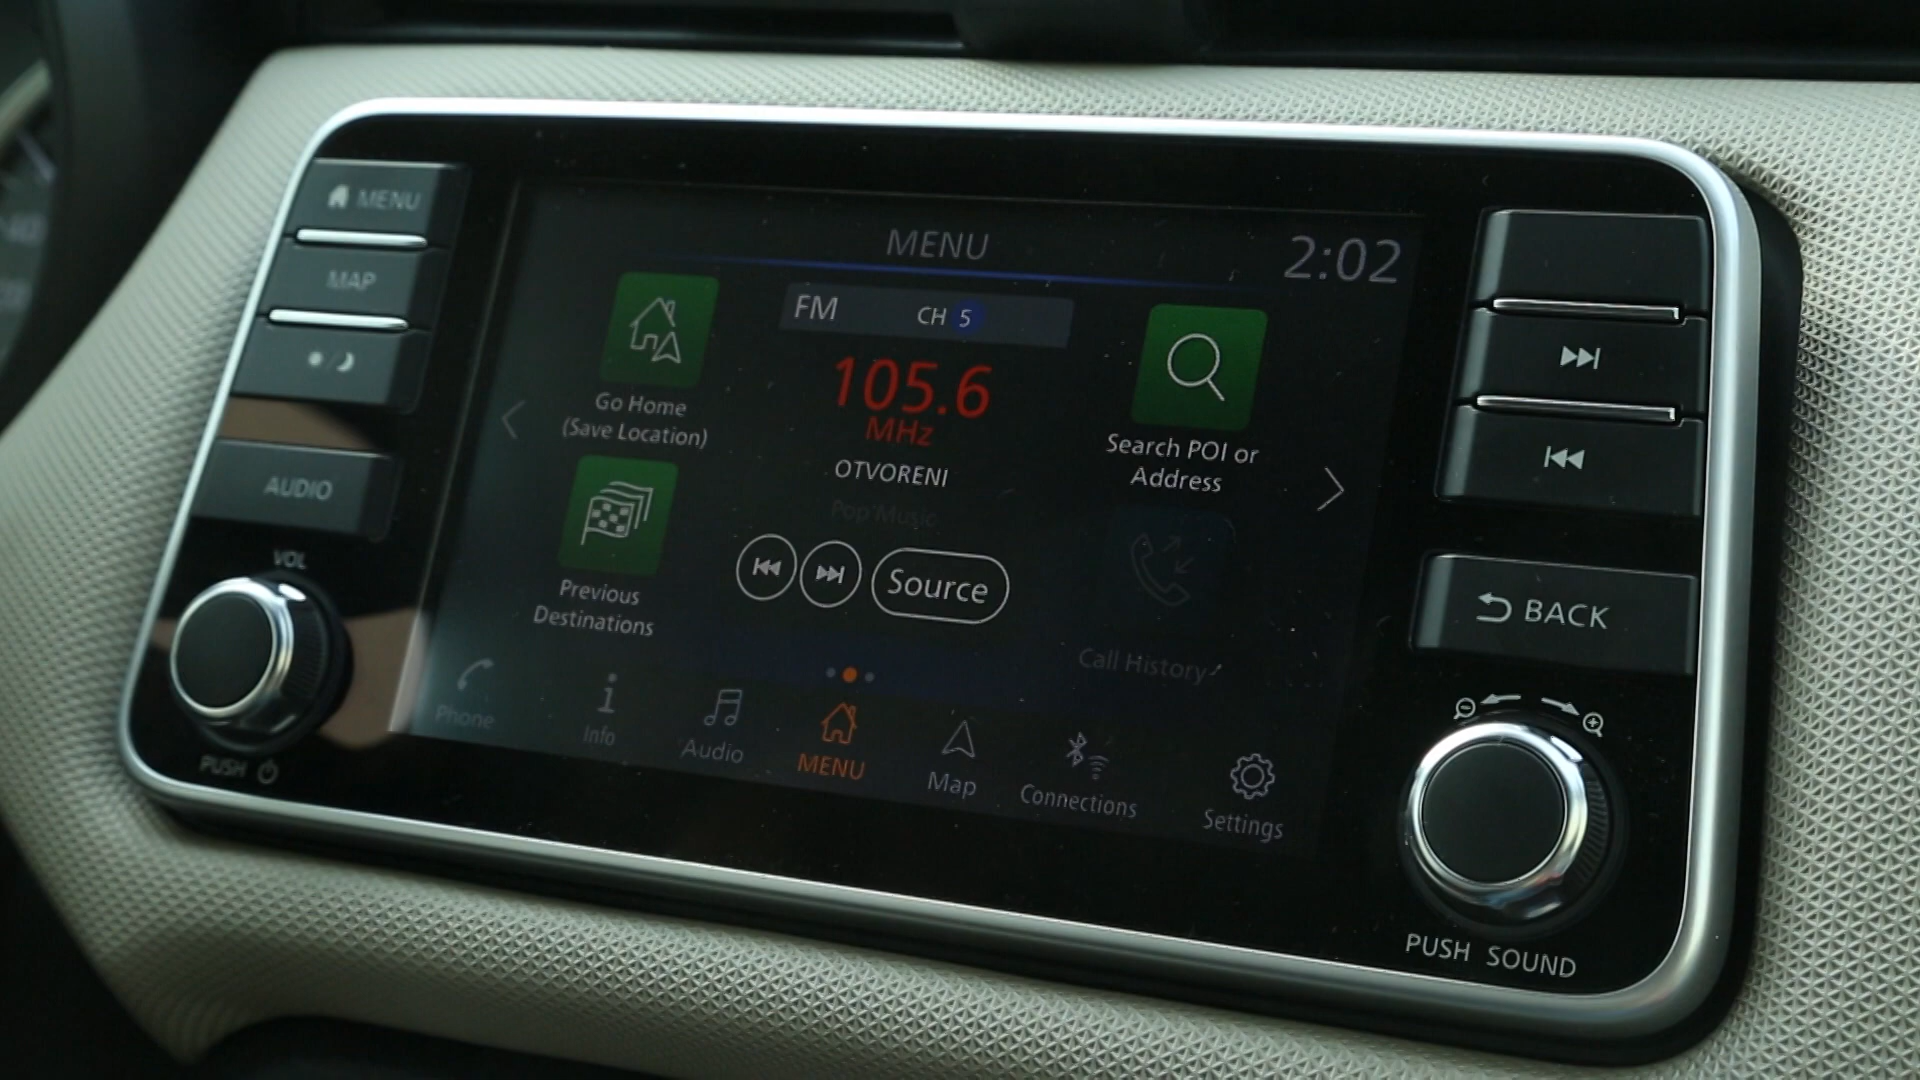 MENU
MAP
AUDIO
VOL
PUSH
MENU
2:02
Go Home
(Save Location)
Previous
Destinations
FM CH 5
105.6
MHz
OTVORENI
Pop Music
Source
Search POI or
Address
Call History
Phone
Info
Audio
MENU
Map
Connections
Settings
BACK
PUSH SOUND